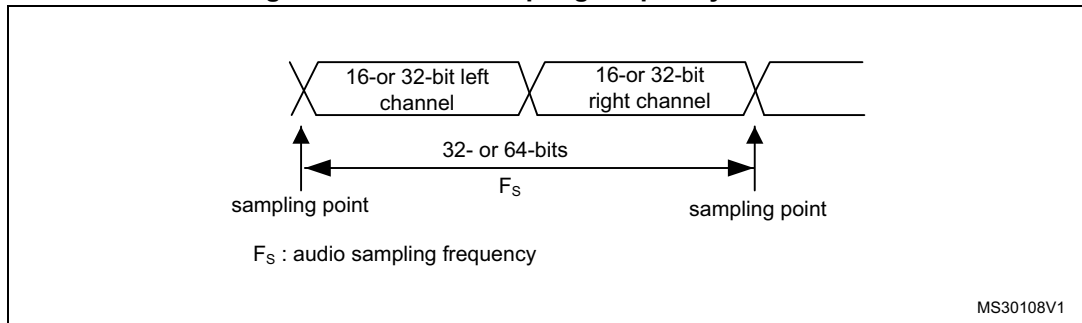 16-or 32-bit left
channel
16-or 32-bit
right channel
32- or 64-bits
FS
sampling point
sampling point
FS : audio sampling frequency
MS30108V1